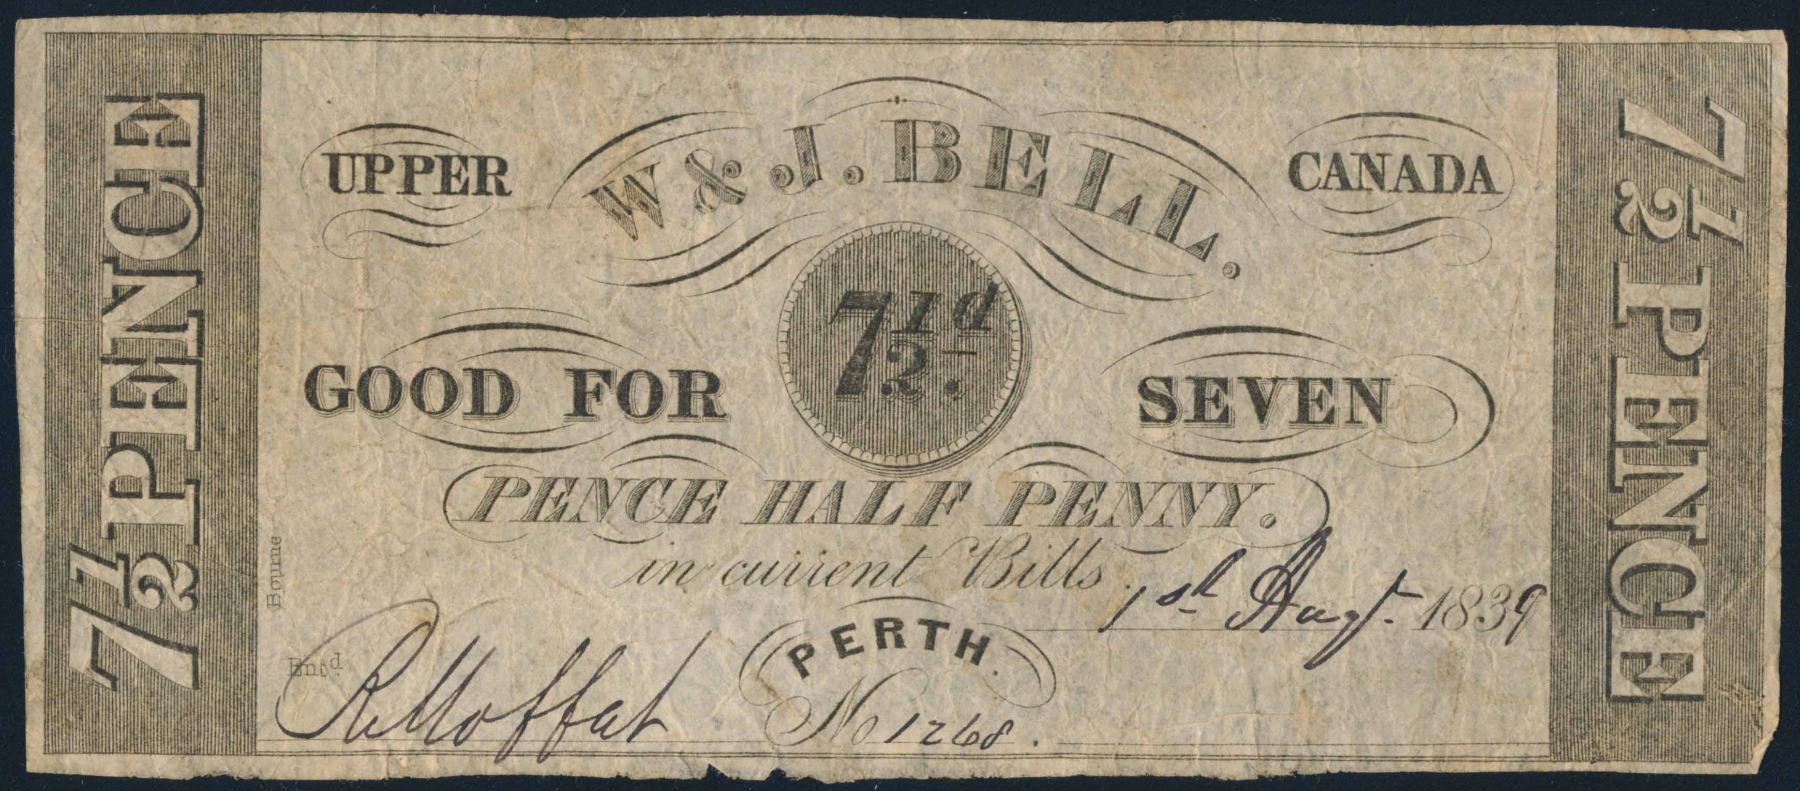 7½ PENCE
UPPER
W & J. BELL.
CANADA
7½d.
GOOD FOR
SEVEN
PENCE HALF PENNY.
in current Bills
1st Augt. 1839
PERTH.
Bourne
Entd.
R Moffat
No 1268.
7½ PENCE